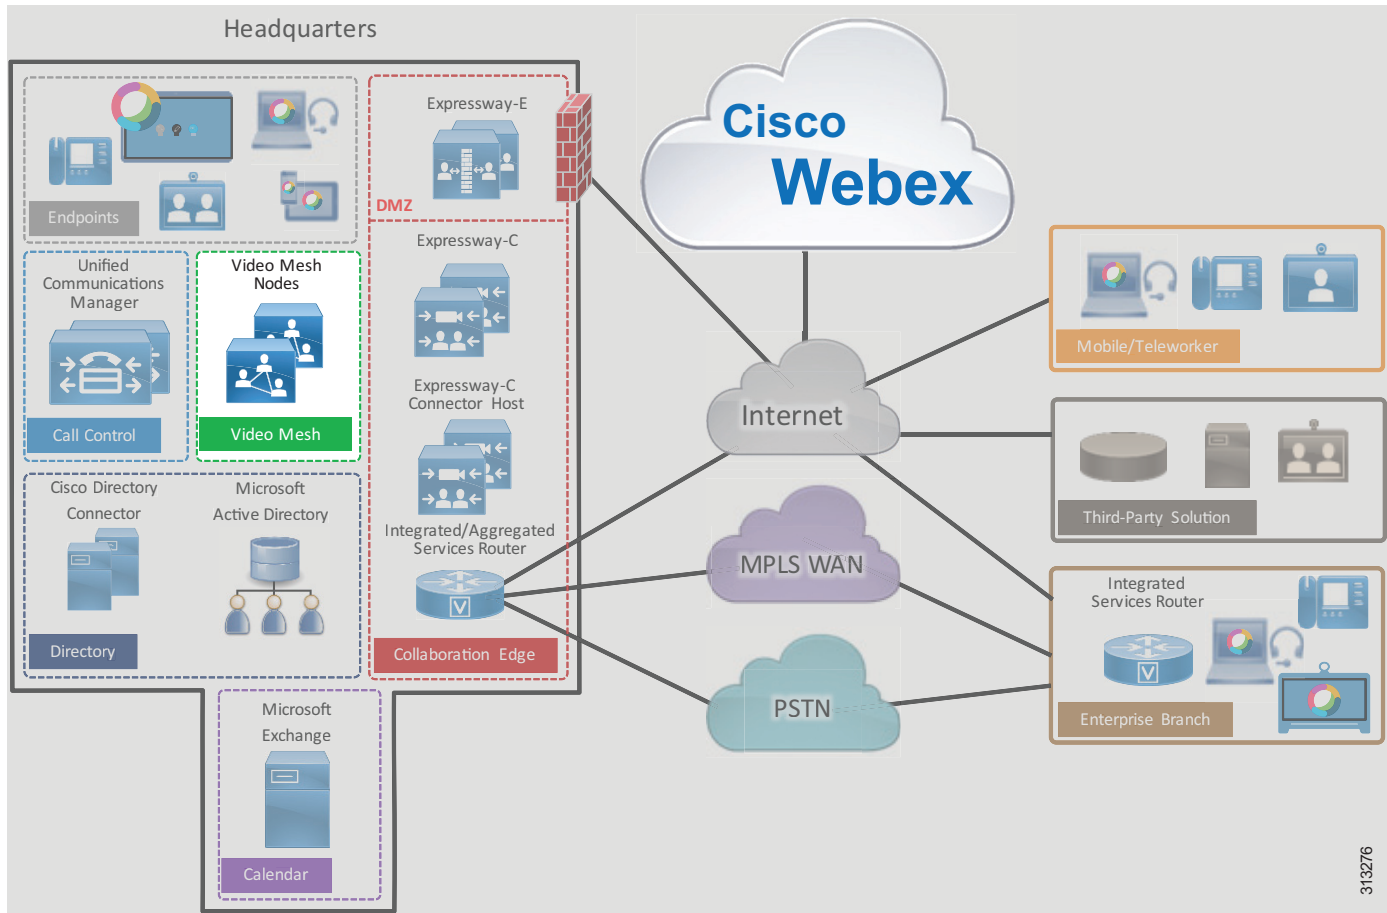 Headquarters
Endpoints
Unified
Communications
Manager
Call Control
Video Mesh
Nodes
Video Mesh
Cisco Directory
Connector
Microsoft
Active Directory
Directory
Microsoft
Exchange
Calendar
Expressway-E
DMZ
Expressway-C
Expressway-C
Connector Host
Integrated/Aggregated
Services Router
V
Collaboration Edge
Cisco
Webex
Internet
MPLS WAN
PSTN
Mobile/Teleworker
Third-Party Solution
Integrated
Services Router
V
Enterprise Branch
313276